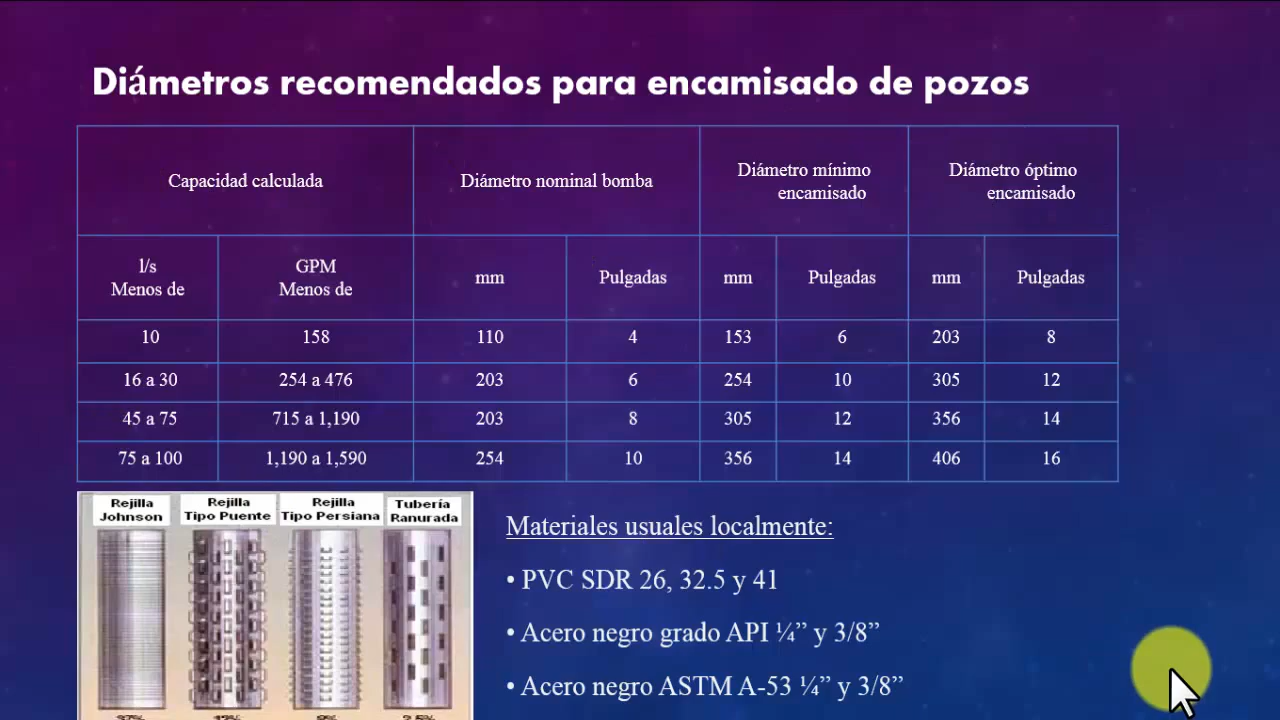 Diámetros recomendados para encamisado de pozos
Capacidad calculada
Diámetro nominal bomba
Diámetro mínimo
encamisado
Diámetro óptimo
encamisado
l/s
Menos de
GPM
Menos de
mm
Pulgadas
mm
Pulgadas
mm
Pulgadas
10 158 110 4 153 6 203 8
16 a 30 254 a 476 203 6 254 10 305 12
45 a 75 715 a 1,190 203 8 305 12 356 14
75 a 100 1,190 a 1,590 254 10 356 14 406 16
Rejilla
Johnson
Rejilla
Tipo Puente
Rejilla
Tipo Persiana
Tubería
Ranurada
Materiales usuales localmente:
• PVC SDR 26, 32.5 y 41
• Acero negro grado API ¼” y 3/8”
• Acero negro ASTM A-53 ¼” y 3/8”